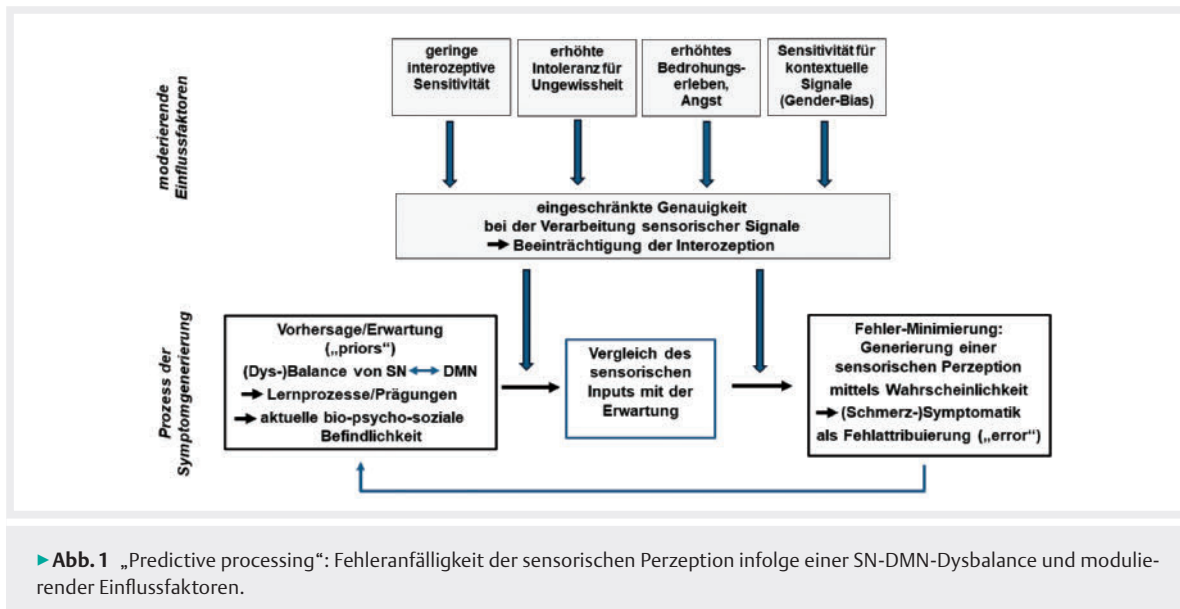 moderierende
Einflussfaktoren
geringe
interozeptive
Sensitivität
erhöhte
Intoleranz für
Ungewissheit
erhöhtes
Bedrohungs-
erleben,
Angst
Sensitivität für
kontextuelle
Signale
(Gender-Bias)
eingeschränkte Genauigkeit
bei der Verarbeitung sensorischer Signale
➔ Beeinträchtigung der Interozeption
Prozess der
Symptomgenerierung
Vorhersage/Erwartung
(„priors“)
(Dys-)Balance von SN ⟷ DMN
➔ Lernprozesse/Prägungen
➔ aktuelle bio-psycho-soziale
Befindlichkeit
Vergleich des
sensorischen
Inputs mit der
Erwartung
Fehler-Minimierung:
Generierung einer
sensorischen Perzeption
mittels Wahrscheinlichkeit
➔ (Schmerz-)Symptomatik
als Fehlattribuierung („error“)
▶ Abb. 1 „Predictive processing“: Fehleranfälligkeit der sensorischen Perzeption infolge einer SN-DMN-Dysbalance und modulie-
render Einflussfaktoren.